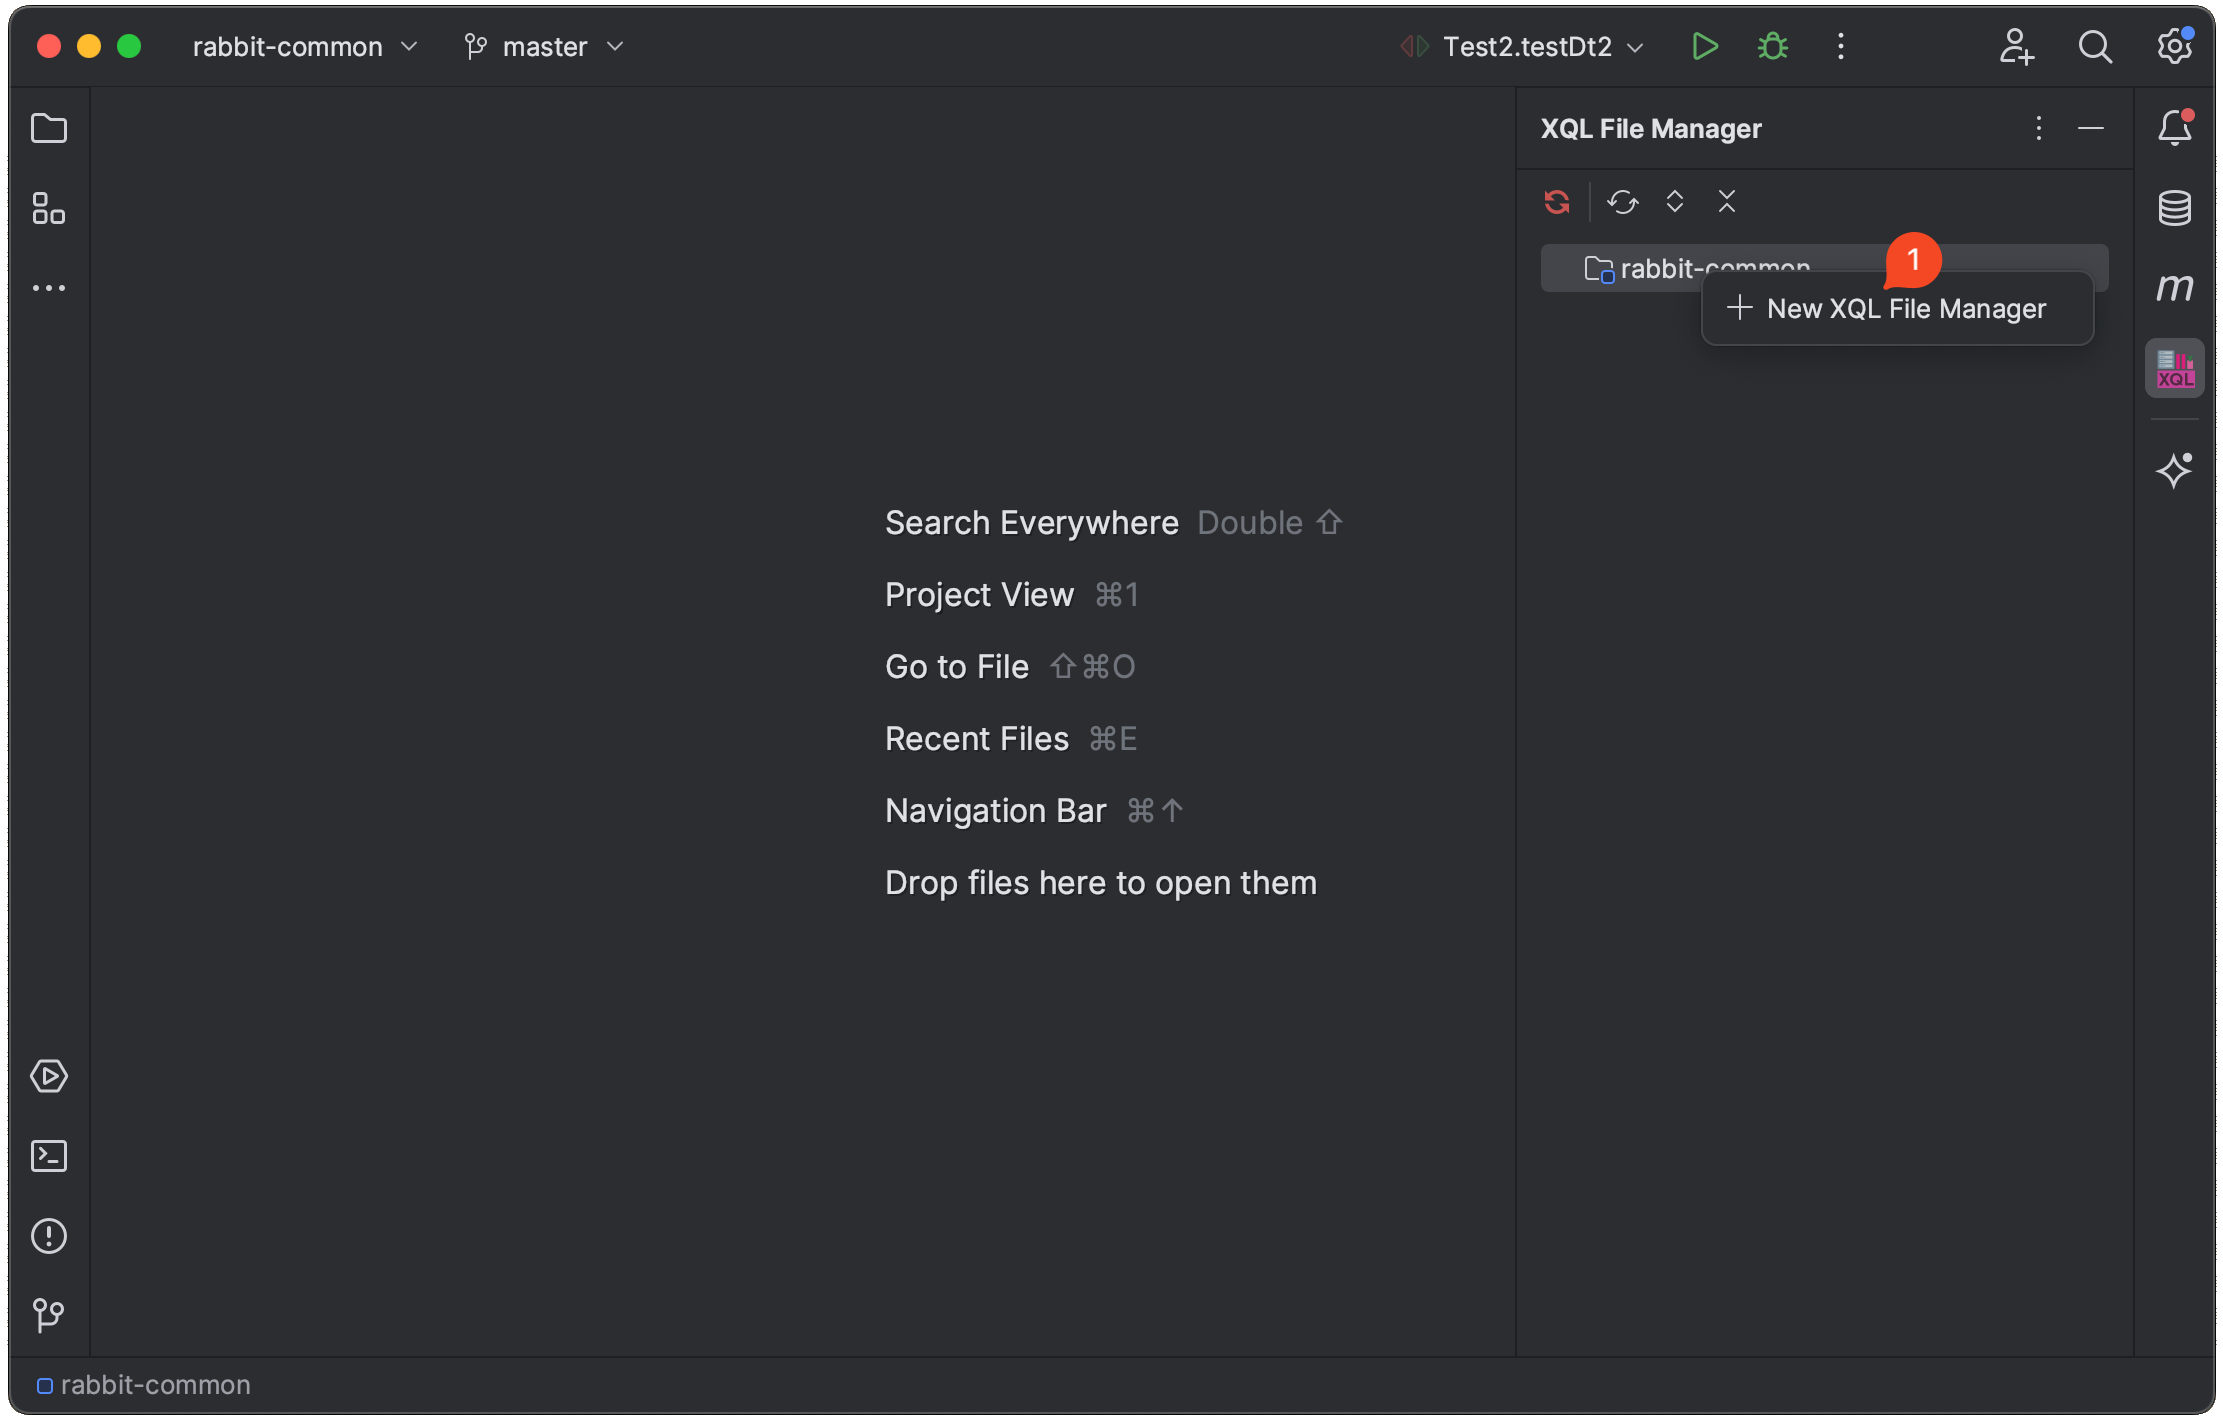 rabbit-common
master
Test2.testDt2
XQL File Manager
rabbit-common
1
New XQL File Manager
m
XQL
Search Everywhere Double ⇧
Project View ⌘1
Go to File ⇧⌘O
Recent Files ⌘E
Navigation Bar ⌘↑
Drop files here to open them
rabbit-common